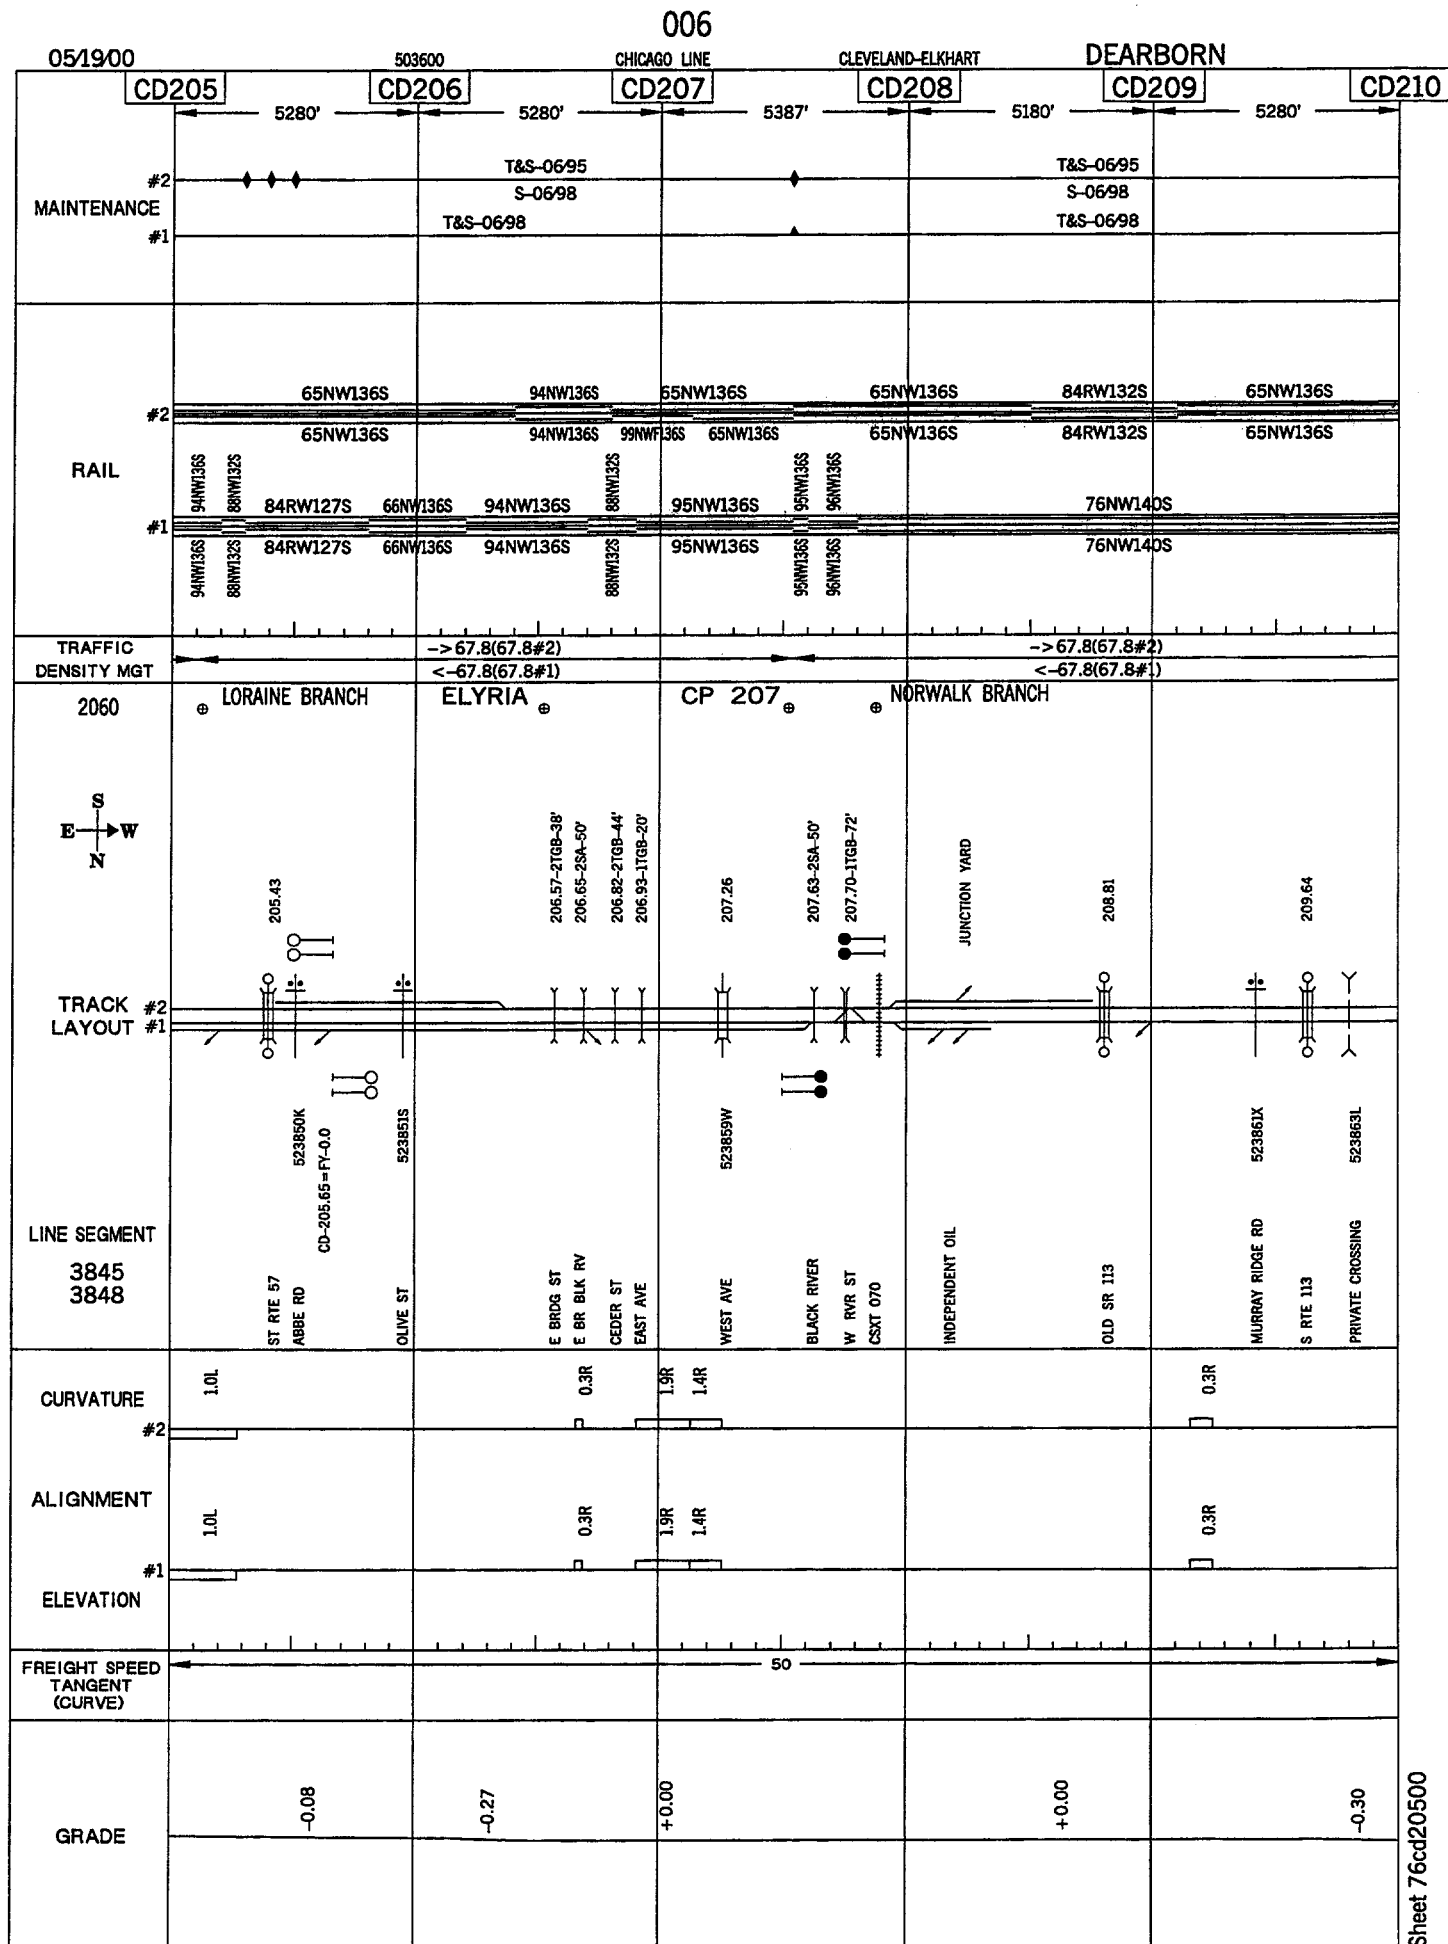 006
05/19/00 503600 CHICAGO LINE CLEVELAND-ELKHART DEARBORN
CD205 CD206 CD207 CD208 CD209 CD210
5280' 5280' 5387' 5180' 5280'
T&S-06/95 T&S-06/95
#2
S-06/98 S-06/98
MAINTENANCE
T&S-06/98 T&S-06/98
#1
65NW136S 94NW136S 65NW136S 65NW136S 84RW132S 65NW136S
#2
65NW136S 94NW136S 99NWF136S 65NW136S 65NW136S 84RW132S 65NW136S
RAIL
94NW136S 88NW132S 88NW132S 95NW136S 96NW136S
84RW127S 66NW136S 94NW136S 95NW136S 76NW140S
#1
84RW127S 66NW136S 94NW136S 95NW136S 76NW140S
94NW136S 88NW132S 88NW132S 95NW136S 96NW136S
TRAFFIC ->67.8(67.8#2) ->67.8(67.8#2)
DENSITY MGT <-67.8(67.8#1) <-67.8(67.8#1)
2060 LORAINE BRANCH ELYRIA CP 207 NORWALK BRANCH
S
E W
N
205.43 206.57-2TGB-38' 206.65-2SA-50' 206.82-2TGB-44' 206.93-1TGB-20' 207.26 207.63-2SA-50' 207.70-1TGB-72' JUNCTION YARD 208.81 209.64
TRACK #2
LAYOUT #1
523850K CD-205.65=FY-0.0 523851S 523859W 523861X 523863L
LINE SEGMENT
3845
3848
ST RTE 57 ABBE RD OLIVE ST E BRDG ST E BR BLK RV CEDER ST EAST AVE WEST AVE BLACK RIVER W RVR ST CSXT 070 INDEPENDENT OIL OLD SR 113 MURRAY RIDGE RD S RTE 113 PRIVATE CROSSING
1.0L 0.3R 1.9R 1.4R 0.3R
CURVATURE
#2
ALIGNMENT
1.0L 0.3R 1.9R 1.4R 0.3R
#1
ELEVATION
FREIGHT SPEED 50
TANGENT
(CURVE)
GRADE -0.08 -0.27 +0.00 +0.00 -0.30
Sheet 76cd20500